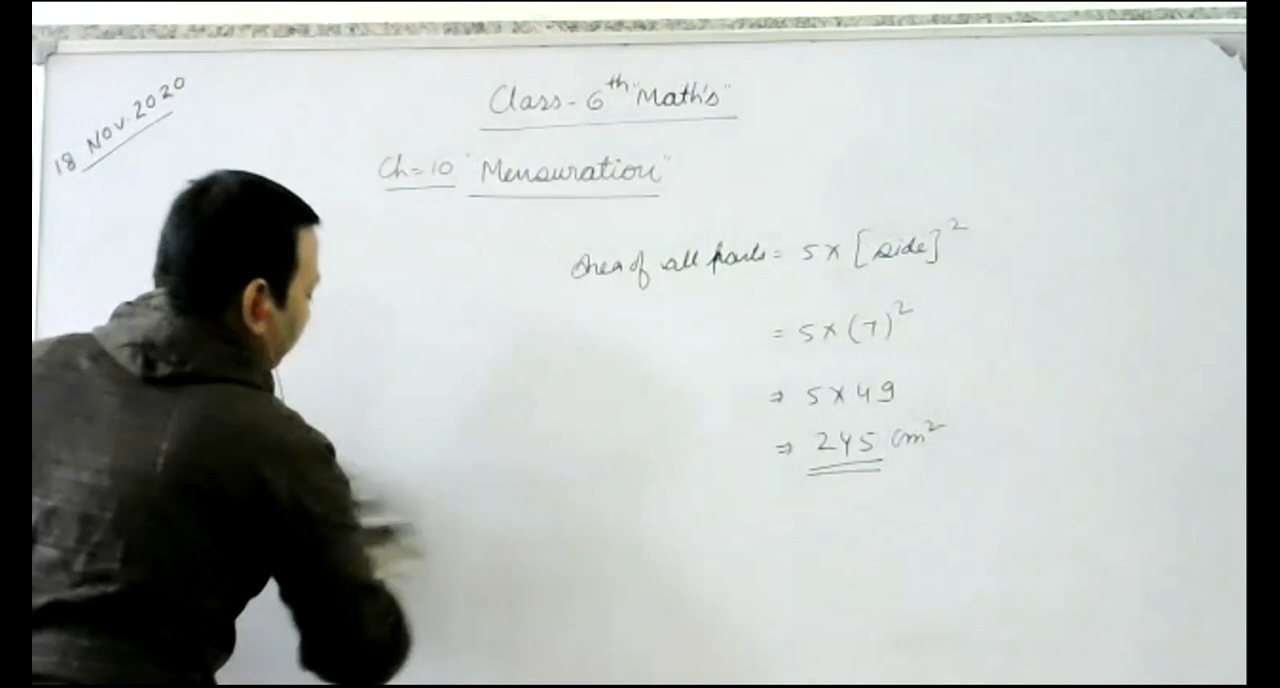 18 Nov. 2020
Class - 6th "Math's"
Ch = 10 "Mensuration"
Area of all parts = 5 × [side]²
= 5 × (7)²
⇒ 5 × 49
⇒ 245 cm²